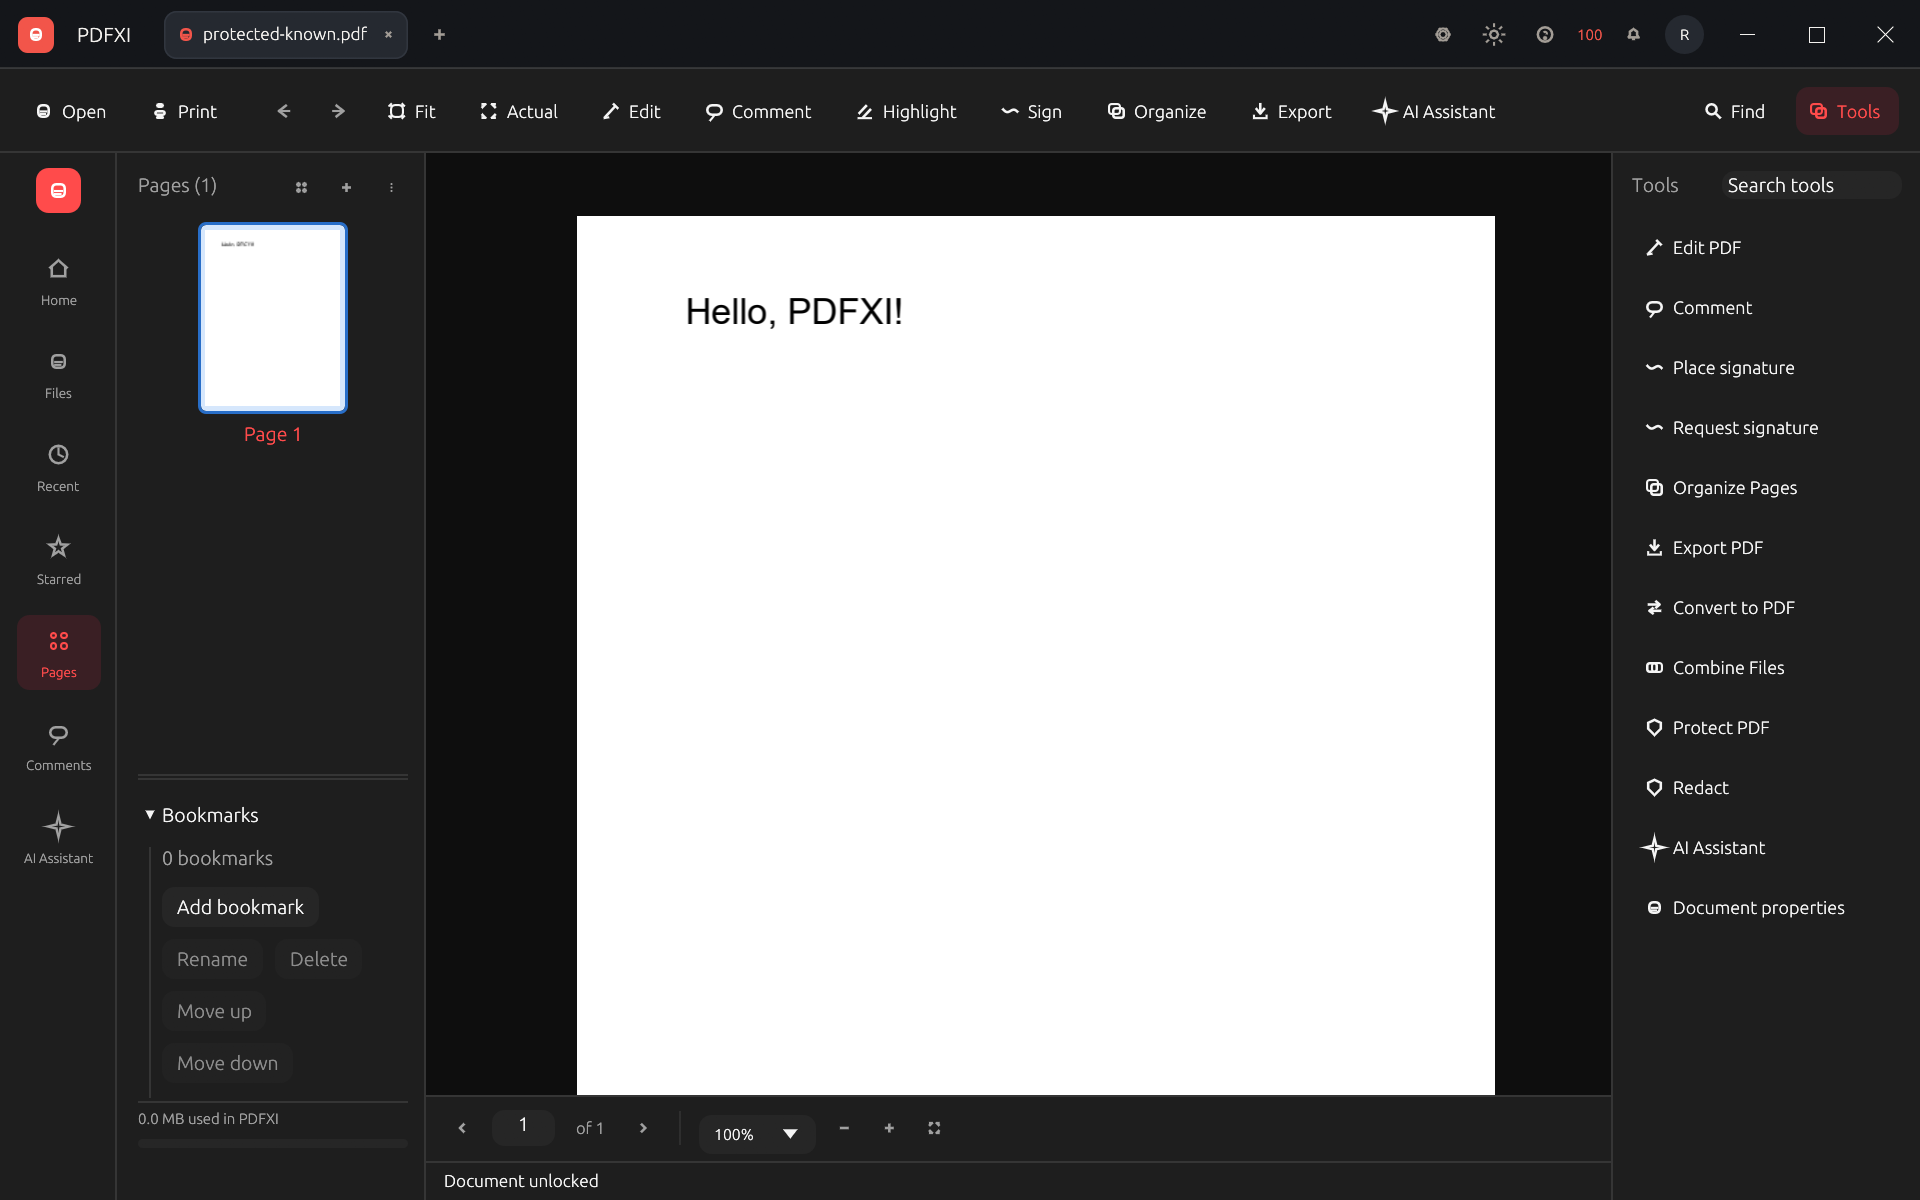 PDFXI
protected-known.pdf
100
R
Open
Print
Fit
Actual
Edit
Comment
Highlight
Sign
Organize
Export
AI Assistant
Find
Tools
Home
Files
Recent
Starred
Pages
Comments
AI Assistant
Pages (1)
Page 1
Bookmarks
0 bookmarks
Add bookmark
Rename
Delete
Move up
Move down
0.0 MB used in PDFXI
Hello, PDFXI!
1
of 1
100%
Document unlocked
Tools
Search tools
Edit PDF
Comment
Place signature
Request signature
Organize Pages
Export PDF
Convert to PDF
Combine Files
Protect PDF
Redact
AI Assistant
Document properties